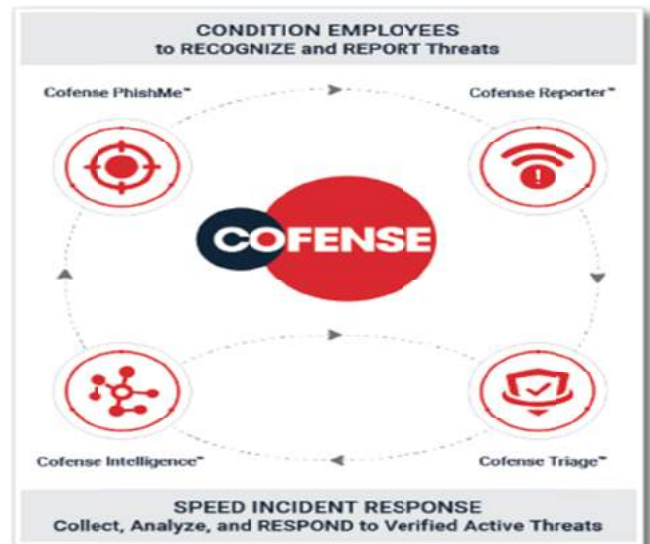 CONDITION EMPLOYEES
to RECOGNIZE and REPORT Threats
Cofense PhishMe™
Cofense Reporter™
COFENSE
Cofense Intelligence™
Cofense Triage™
SPEED INCIDENT RESPONSE
Collect, Analyze, and RESPOND to Verified Active Threats